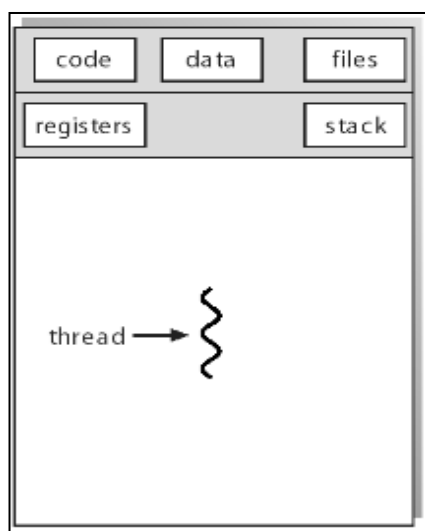 code data files
registers stack
thread